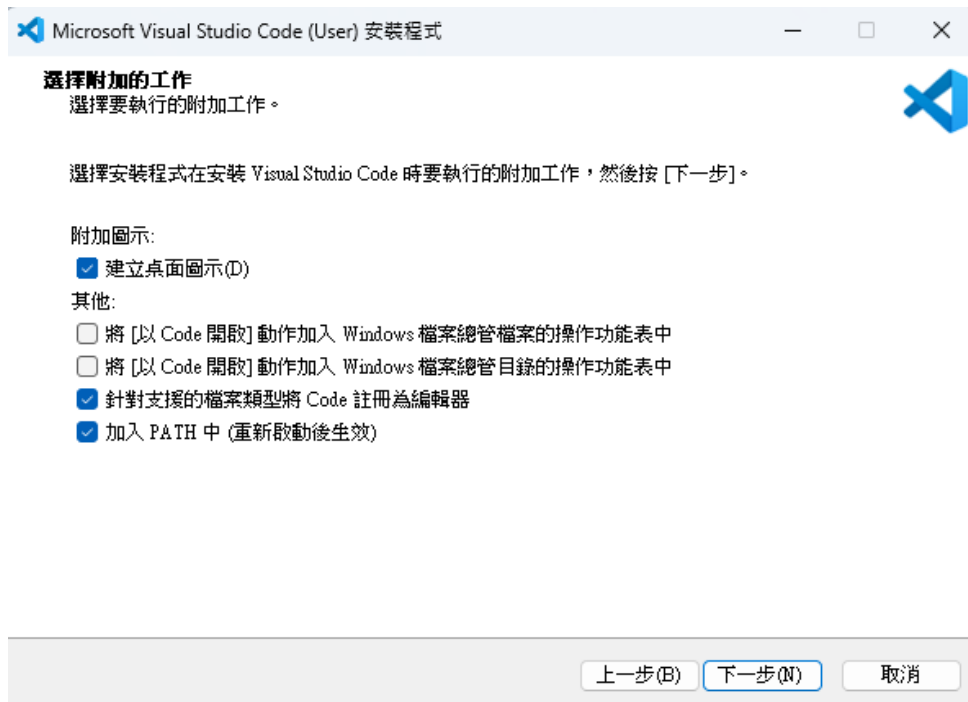 Microsoft Visual Studio Code (User) 安裝程式
選擇附加的工作
選擇要執行的附加工作。
選擇安裝程式在安裝 Visual Studio Code 時要執行的附加工作，然後按 [下一步]。
附加圖示:
建立桌面圖示(D)
其他:
將 [以 Code 開啟] 動作加入 Windows 檔案總管檔案的操作功能表中
將 [以 Code 開啟] 動作加入 Windows 檔案總管目錄的操作功能表中
針對支援的檔案類型將 Code 註冊為編輯器
加入 PATH 中 (重新啟動後生效)
上一步(B) 下一步(N) 取消